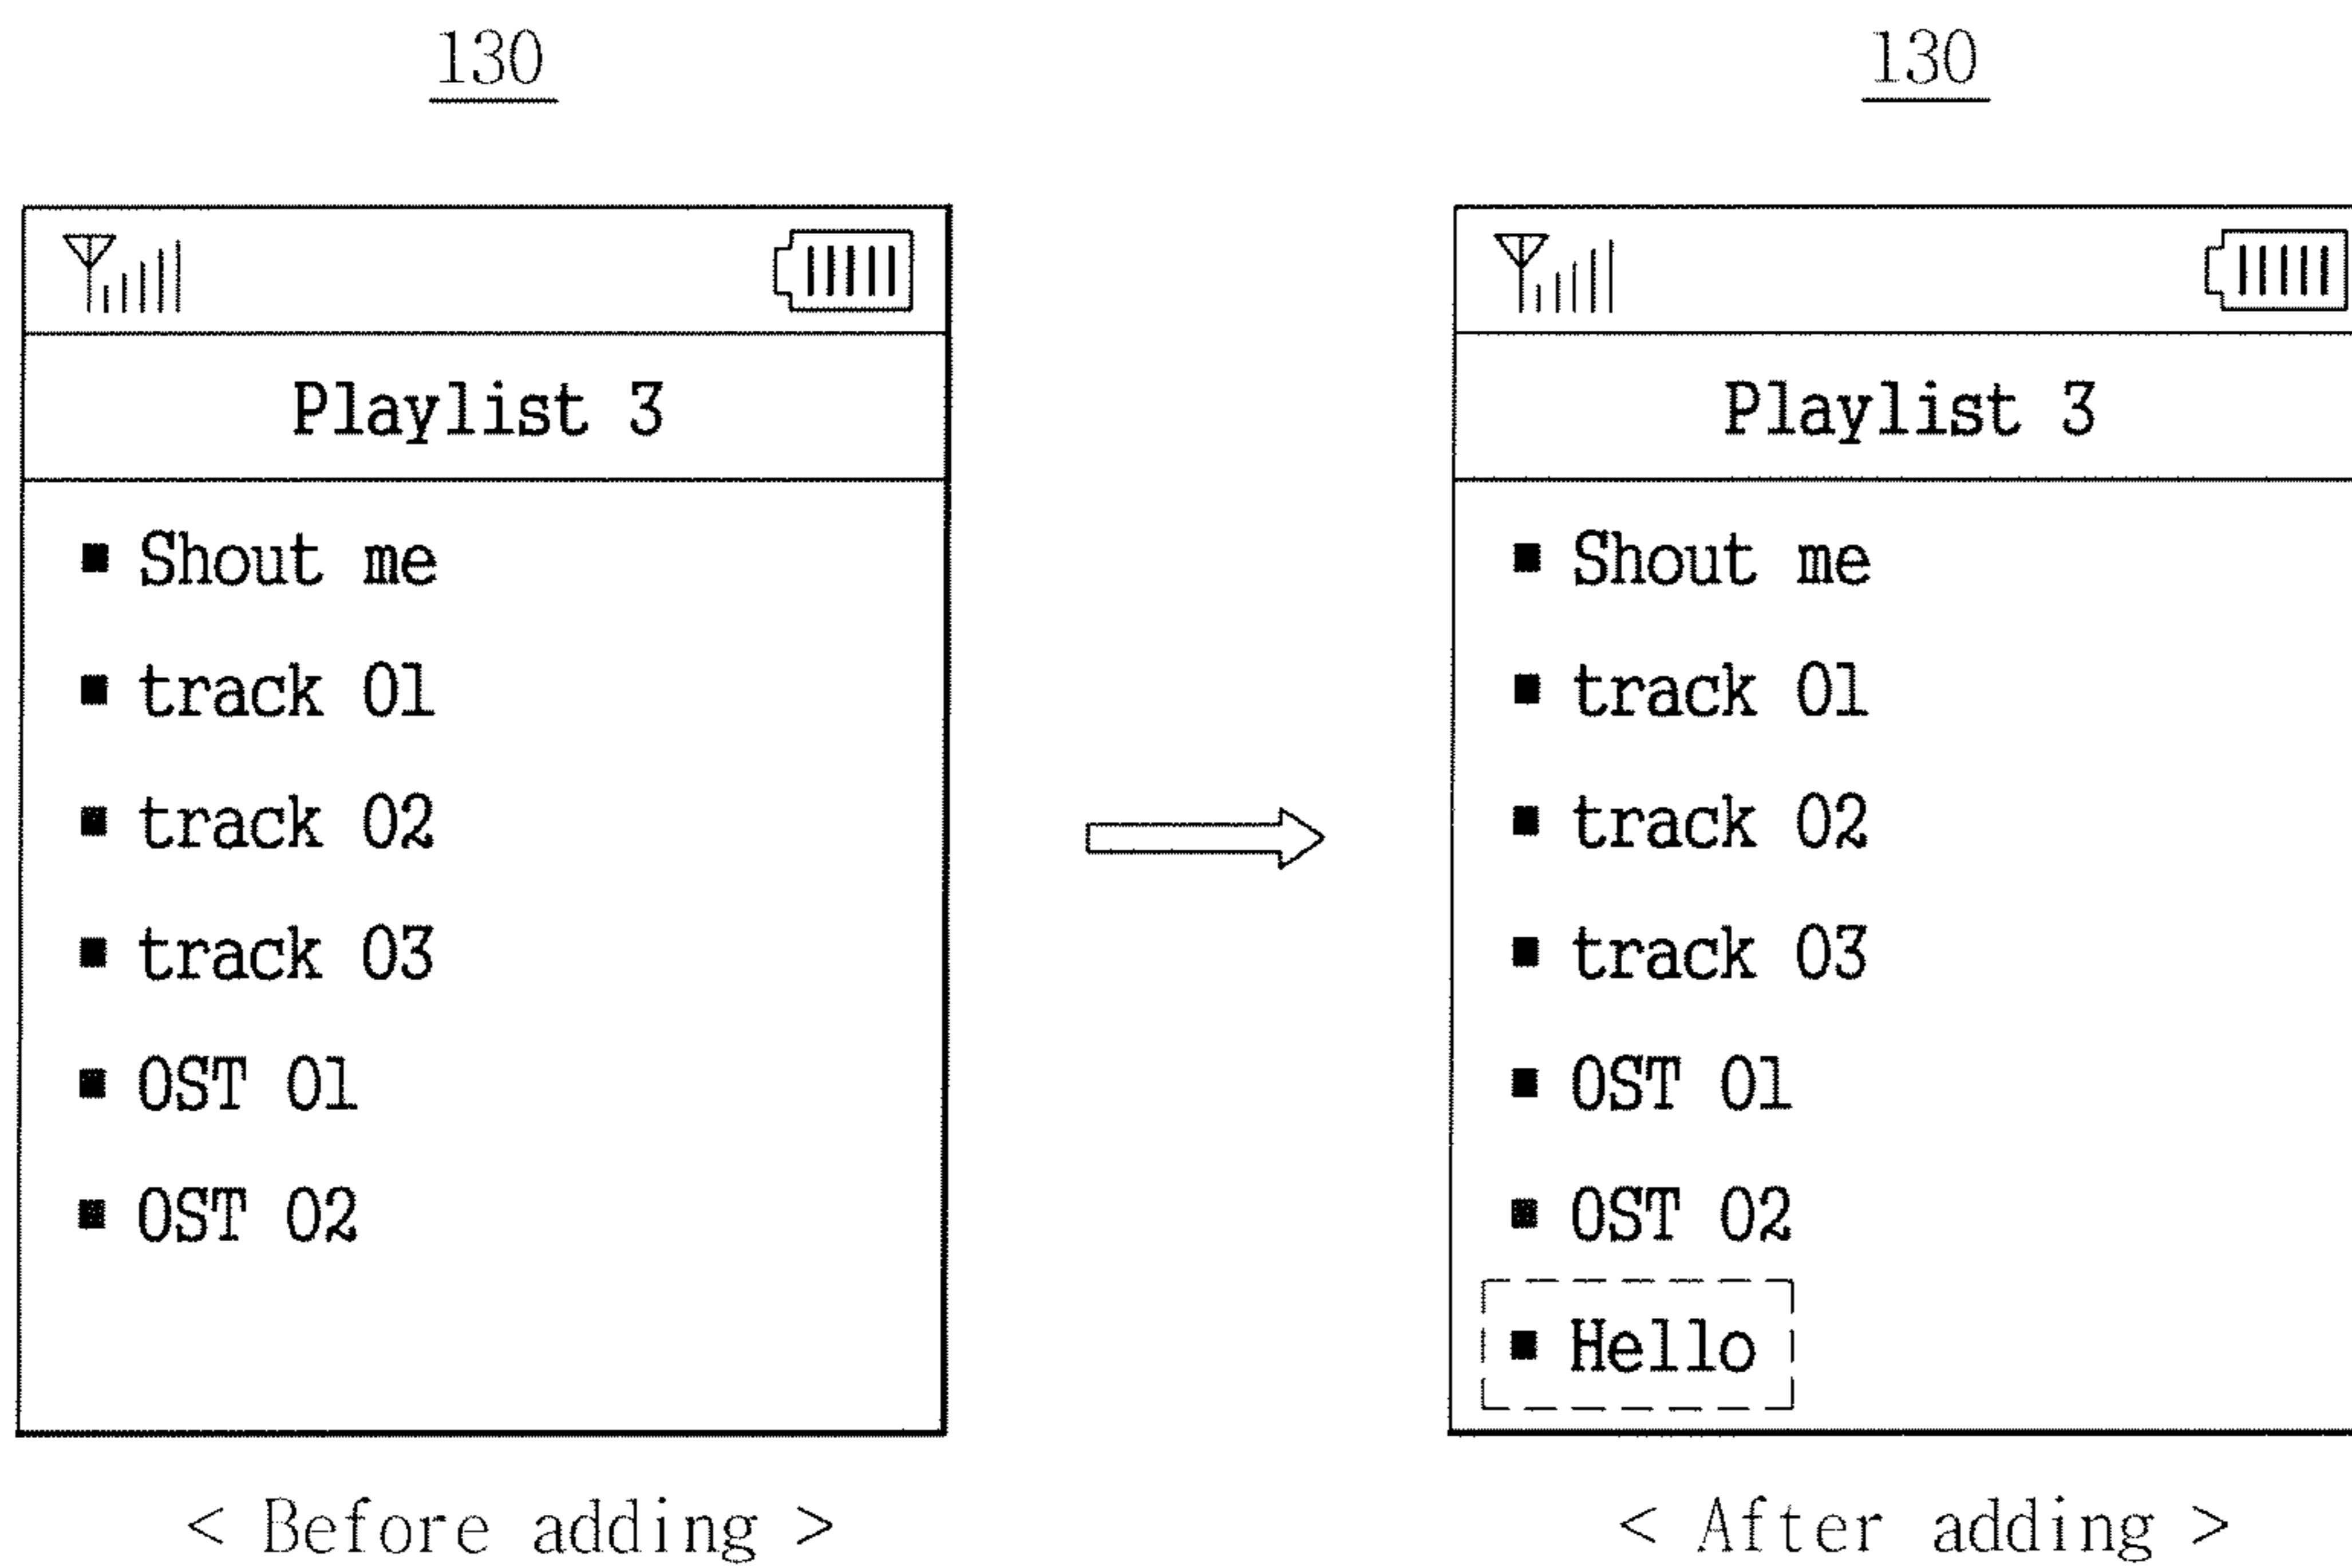 130
Playlist 3
■ Shout me
■ track 01
■ track 02
■ track 03
■ OST 01
■ OST 02
< Before adding >
130
Playlist 3
■ Shout me
■ track 01
■ track 02
■ track 03
■ OST 01
■ OST 02
■ Hello
< After adding >